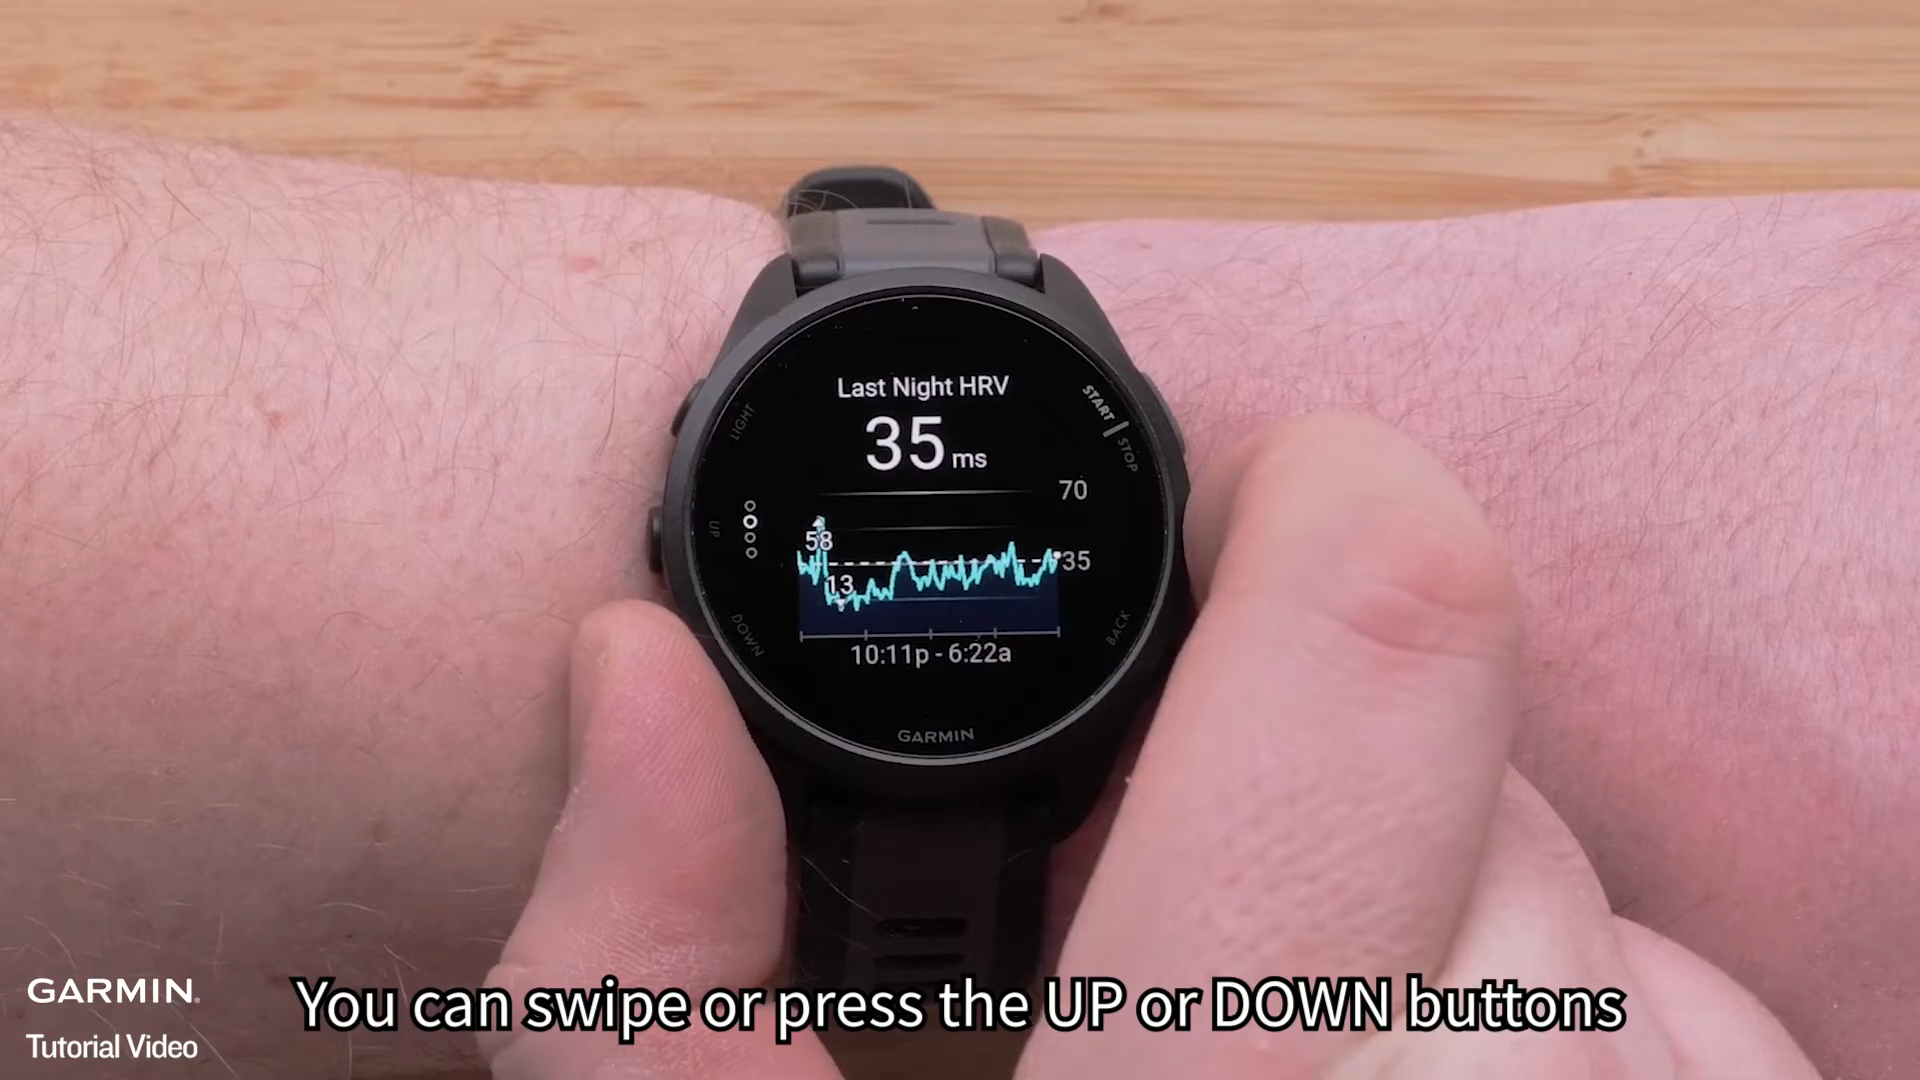 Last Night HRV
35 ms
70
58
35
13
10:11p - 6:22a
LIGHT
UP
DOWN
START
STOP
BACK
GARMIN
GARMIN
Tutorial Video
You can swipe or press the UP or DOWN buttons